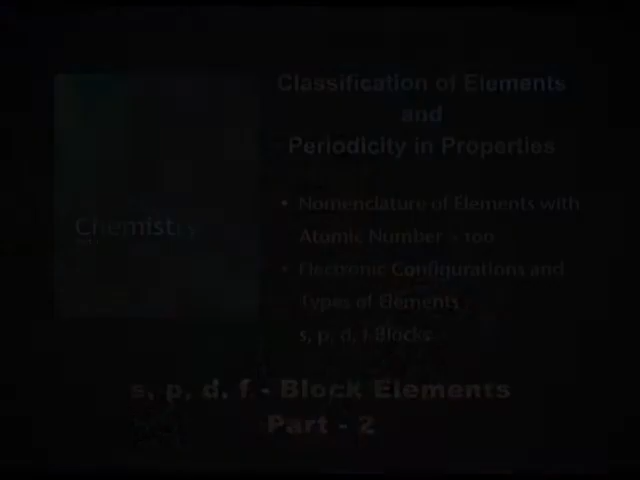 Classification of Elements
and
Periodicity in Properties
Chemistry
• Nomenclature of Elements with
Atomic Number > 100
• Electronic Configurations and
Types of Elements
s, p, d, f Blocks
s, p, d, f - Block Elements
Part - 2